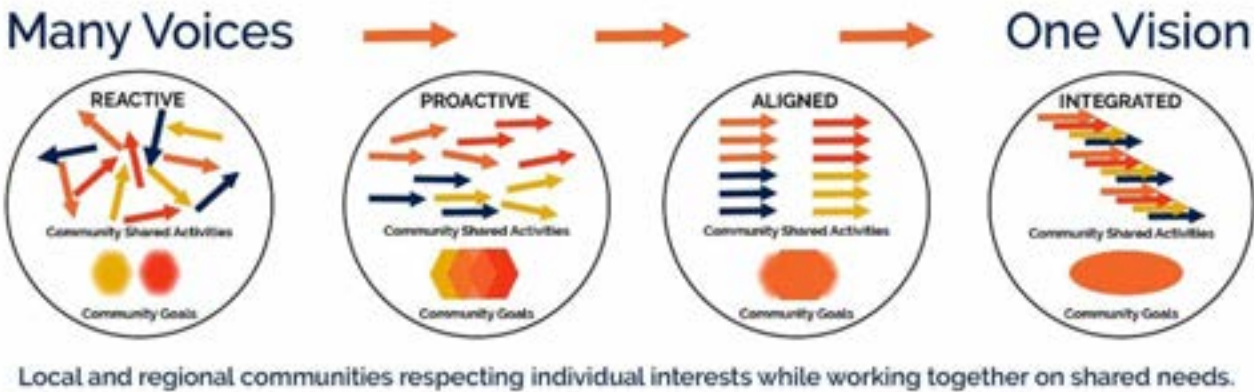 Many Voices One Vision
REACTIVE
Community Shared Activities
Community Goals
PROACTIVE
Community Shared Activities
Community Goals
ALIGNED
Community Shared Activities
Community Goals
INTEGRATED
Community Shared Activities
Community Goals
Local and regional communities respecting individual interests while working together on shared needs.